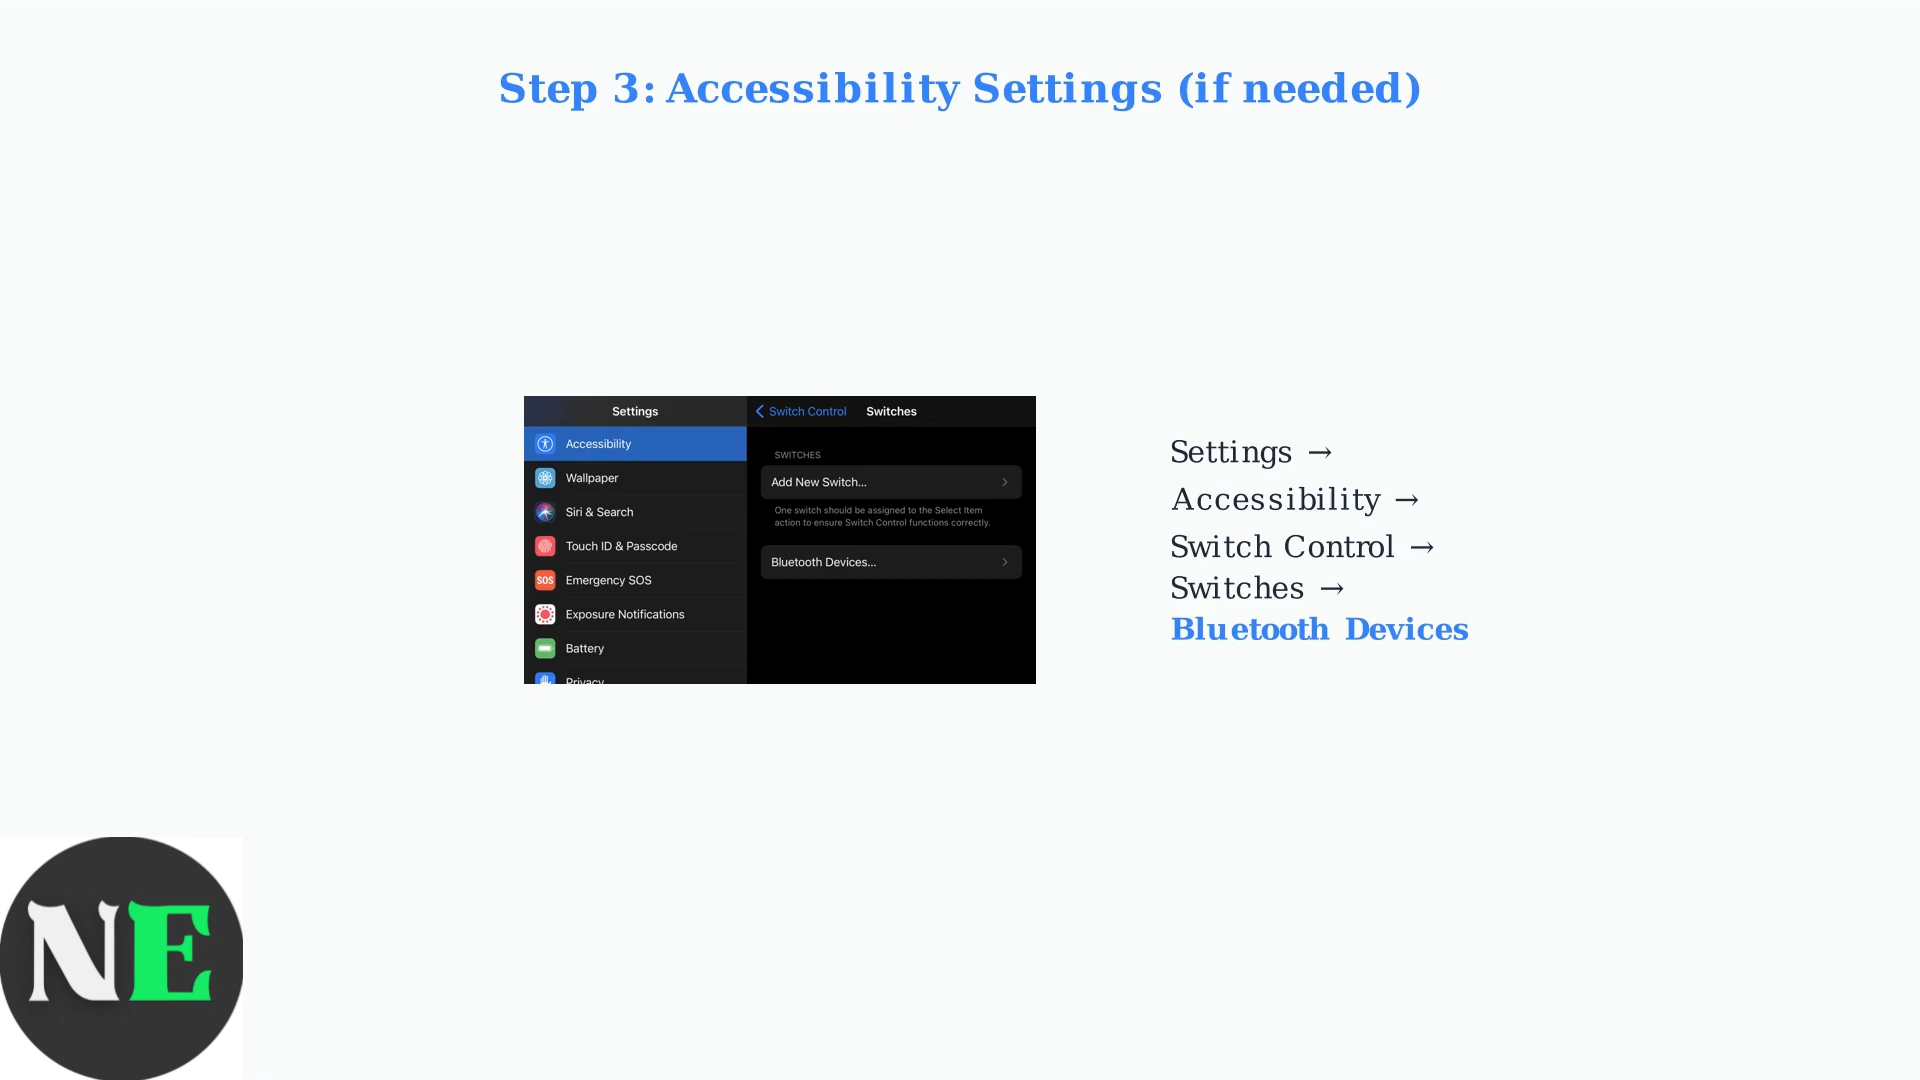 Step 3: Accessibility Settings (if needed)
Settings
Accessibility
Wallpaper
Siri & Search
Touch ID & Passcode
SOS
Emergency SOS
Exposure Notifications
Battery
Privacy
Switch Control
Switches
SWITCHES
Add New Switch...
One switch should be assigned to the Select Item
action to ensure Switch Control functions correctly.
Bluetooth Devices...
Settings →
Accessibility →
Switch Control →
Switches →
Bluetooth Devices
NE